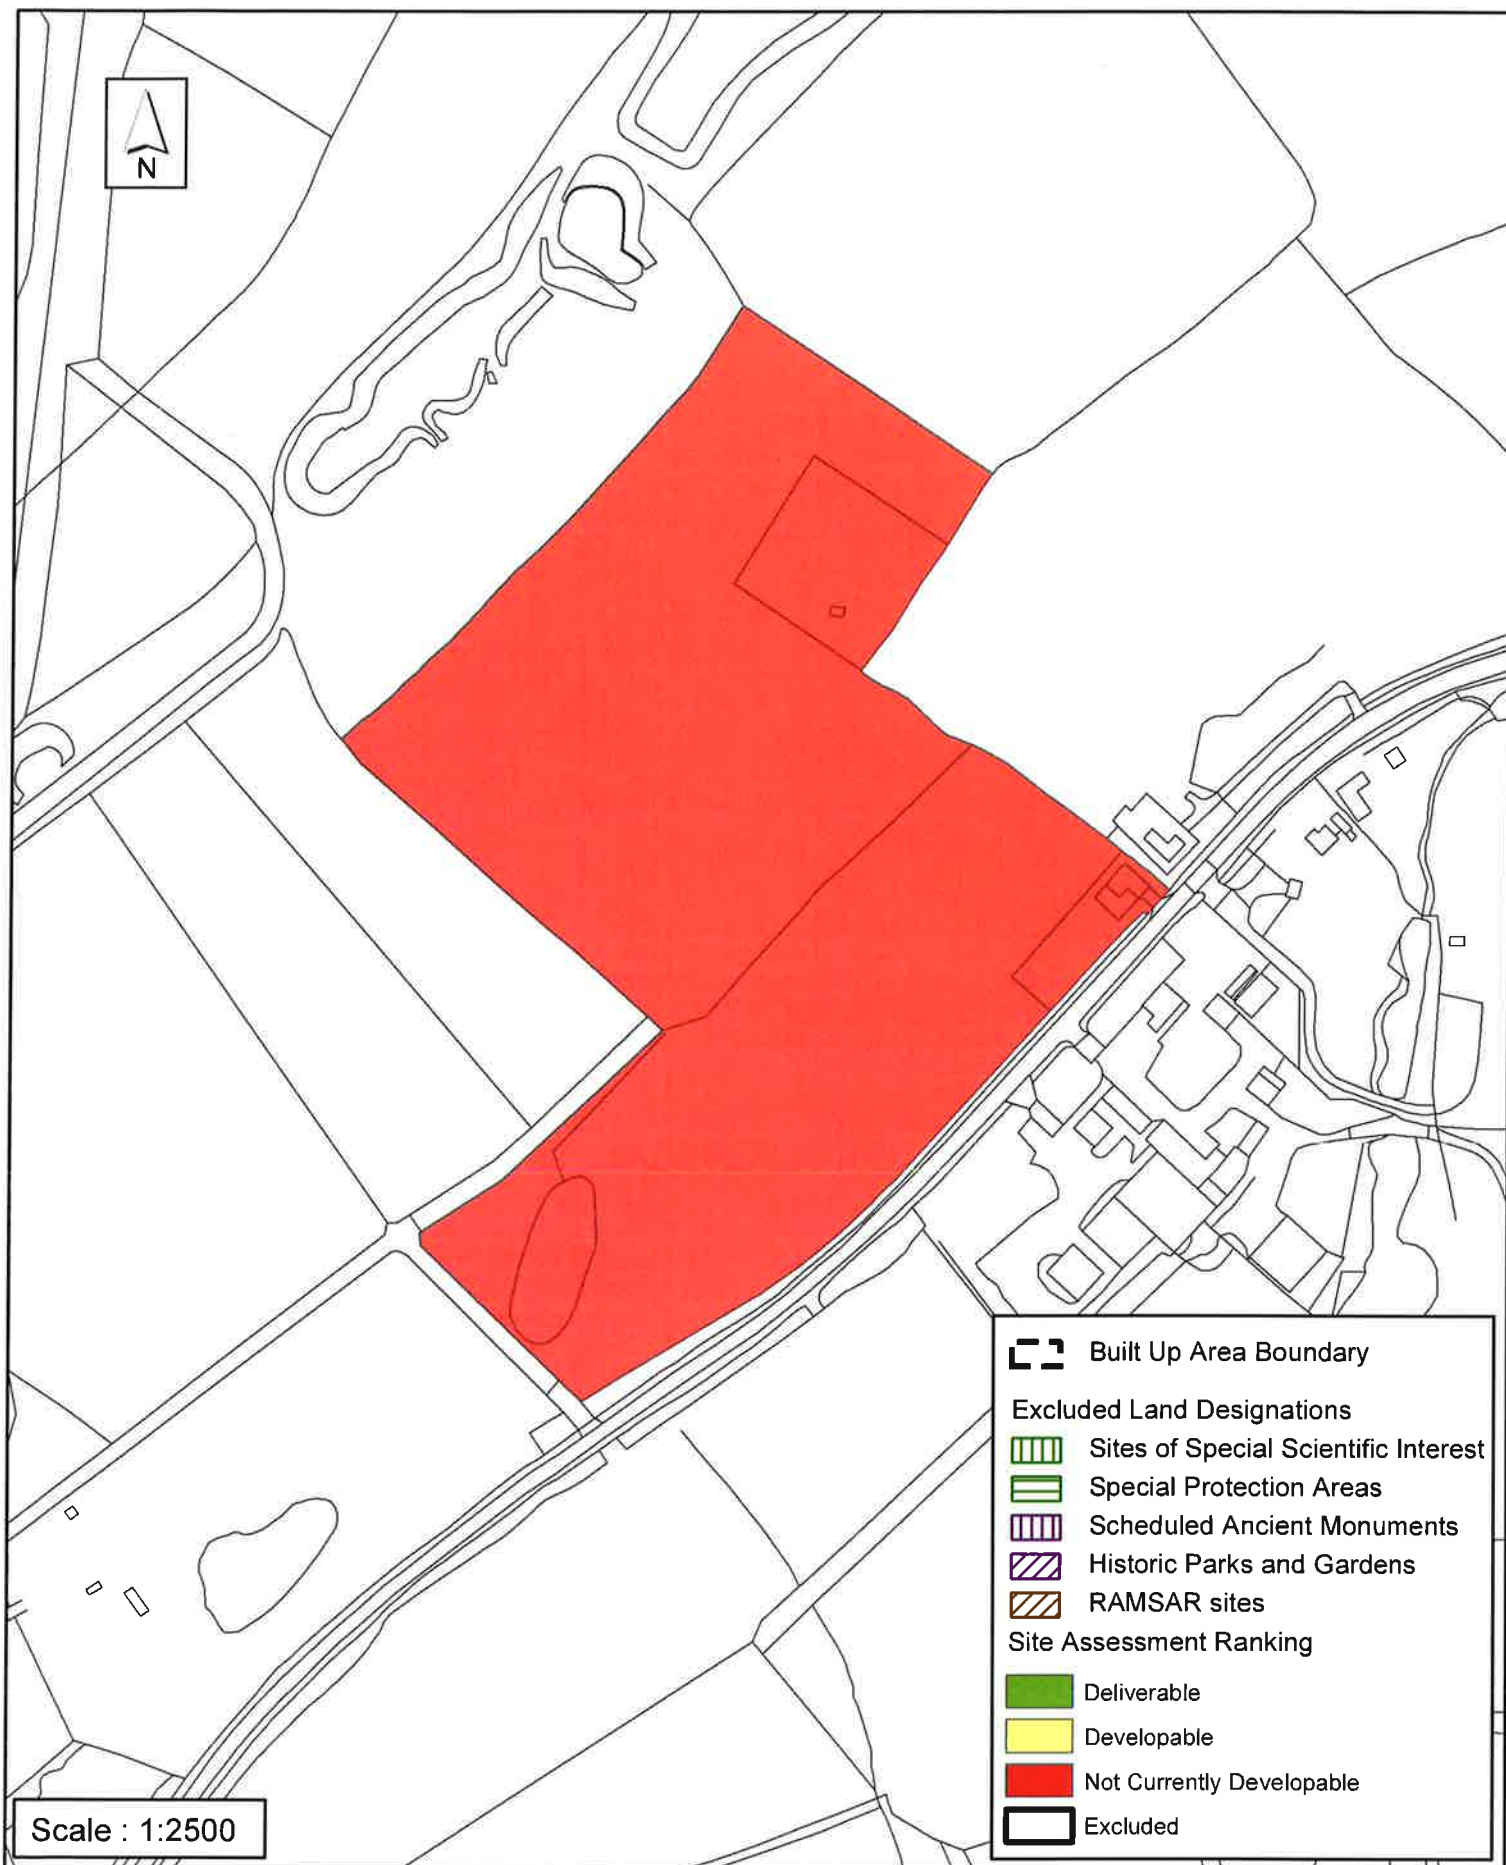 N
Built Up Area Boundary
Excluded Land Designations
Sites of Special Scientific Interest
Special Protection Areas
Scheduled Ancient Monuments
Historic Parks and Gardens
RAMSAR sites
Site Assessment Ranking
Deliverable
Developable
Not Currently Developable
Excluded
Scale : 1:2500